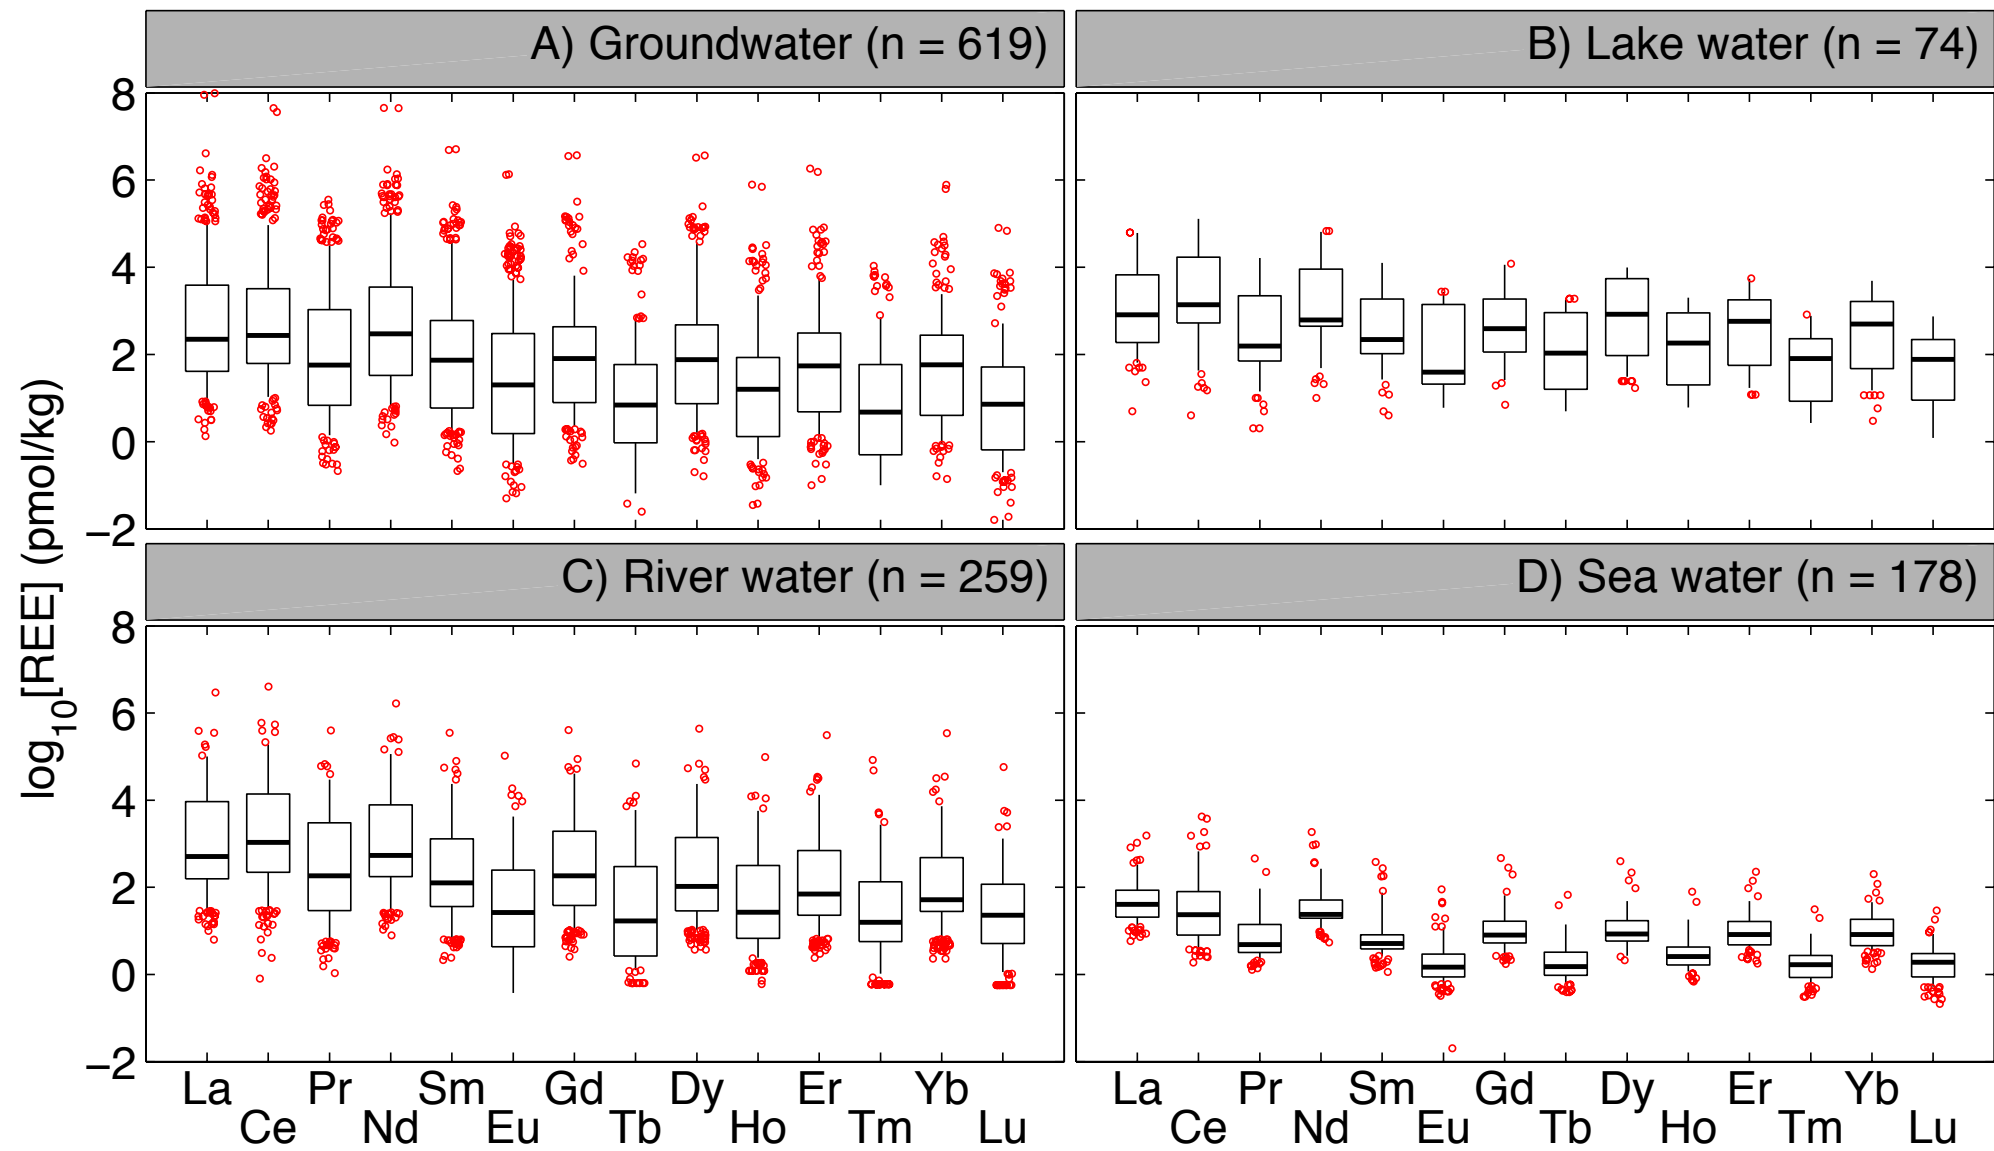 A) Groundwater (n = 619)
B) Lake water (n = 74)
8
6
4
2
0
−2
log10[REE] (pmol/kg)
C) River water (n = 259)
D) Sea water (n = 178)
8
6
4
2
0
−2
La Pr Sm Gd Dy Er Yb
Ce Nd Eu Tb Ho Tm Lu
La Pr Sm Gd Dy Er Yb
Ce Nd Eu Tb Ho Tm Lu